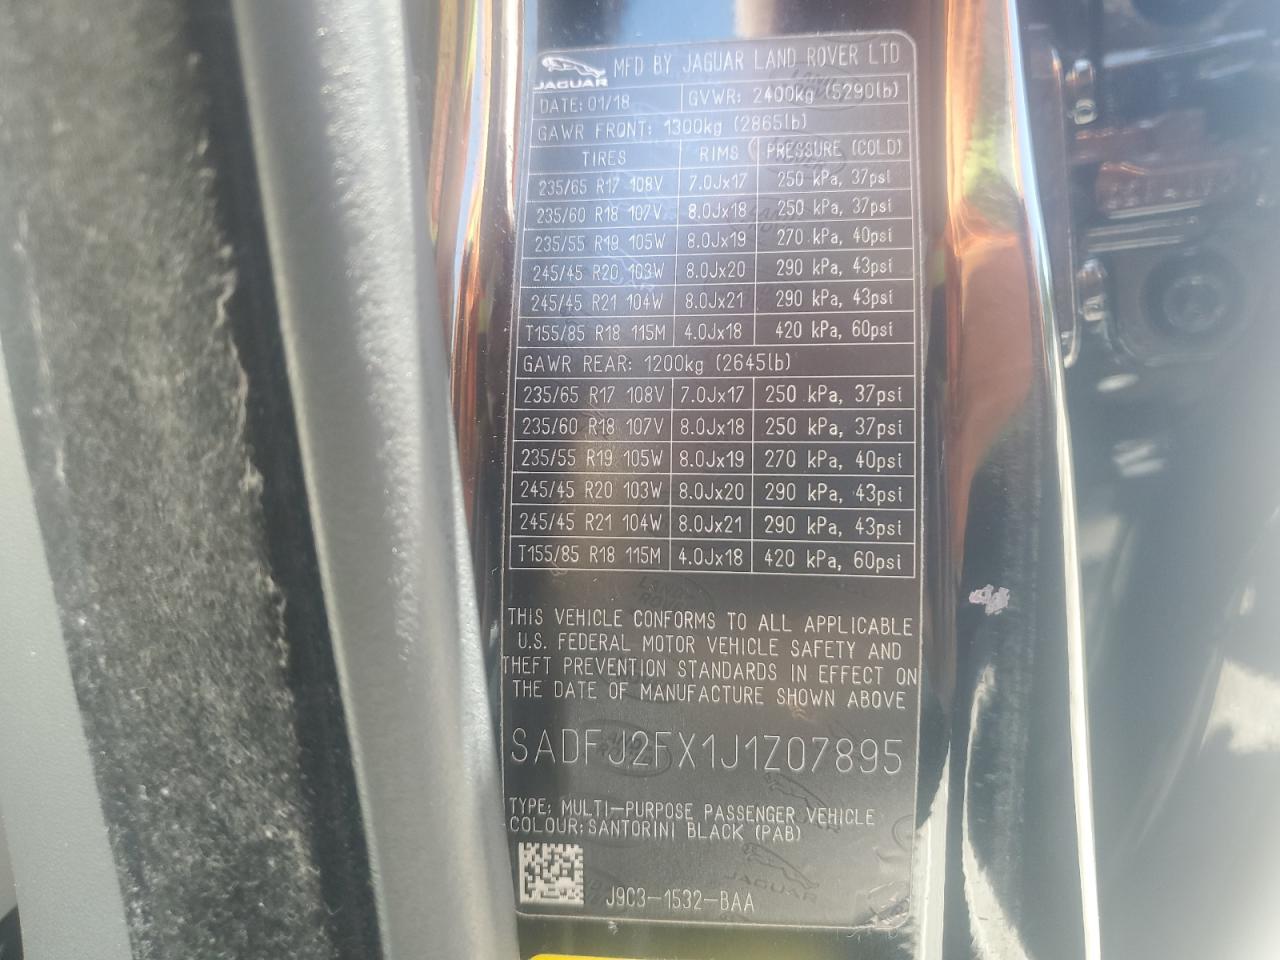 JAGUAR MFD BY JAGUAR LAND ROVER LTD
DATE: 01/18 GVWR: 2400kg (5290lb)
GAWR FRONT: 1300kg (2865lb)
TIRES RIMS PRESSURE (COLD)
235/65 R17 108V 7.0Jx17 250 kPa, 37psi
235/60 R18 107V 8.0Jx18 250 kPa, 37psi
235/55 R19 105W 8.0Jx19 270 kPa, 40psi
245/45 R20 103W 8.0Jx20 290 kPa, 43psi
245/45 R21 104W 8.0Jx21 290 kPa, 43psi
T155/85 R18 115M 4.0Jx18 420 kPa, 60psi
GAWR REAR: 1200kg (2645lb)
235/65 R17 108V 7.0Jx17 250 kPa, 37psi
235/60 R18 107V 8.0Jx18 250 kPa, 37psi
235/55 R19 105W 8.0Jx19 270 kPa, 40psi
245/45 R20 103W 8.0Jx20 290 kPa, 43psi
245/45 R21 104W 8.0Jx21 290 kPa, 43psi
T155/85 R18 115M 4.0Jx18 420 kPa, 60psi
THIS VEHICLE CONFORMS TO ALL APPLICABLE
U.S. FEDERAL MOTOR VEHICLE SAFETY AND
THEFT PREVENTION STANDARDS IN EFFECT ON
THE DATE OF MANUFACTURE SHOWN ABOVE
SADFJ2FX1J1Z07895
TYPE: MULTI-PURPOSE PASSENGER VEHICLE
COLOUR:SANTORINI BLACK (PAB)
JAGUAR
J9C3-1532-BAA